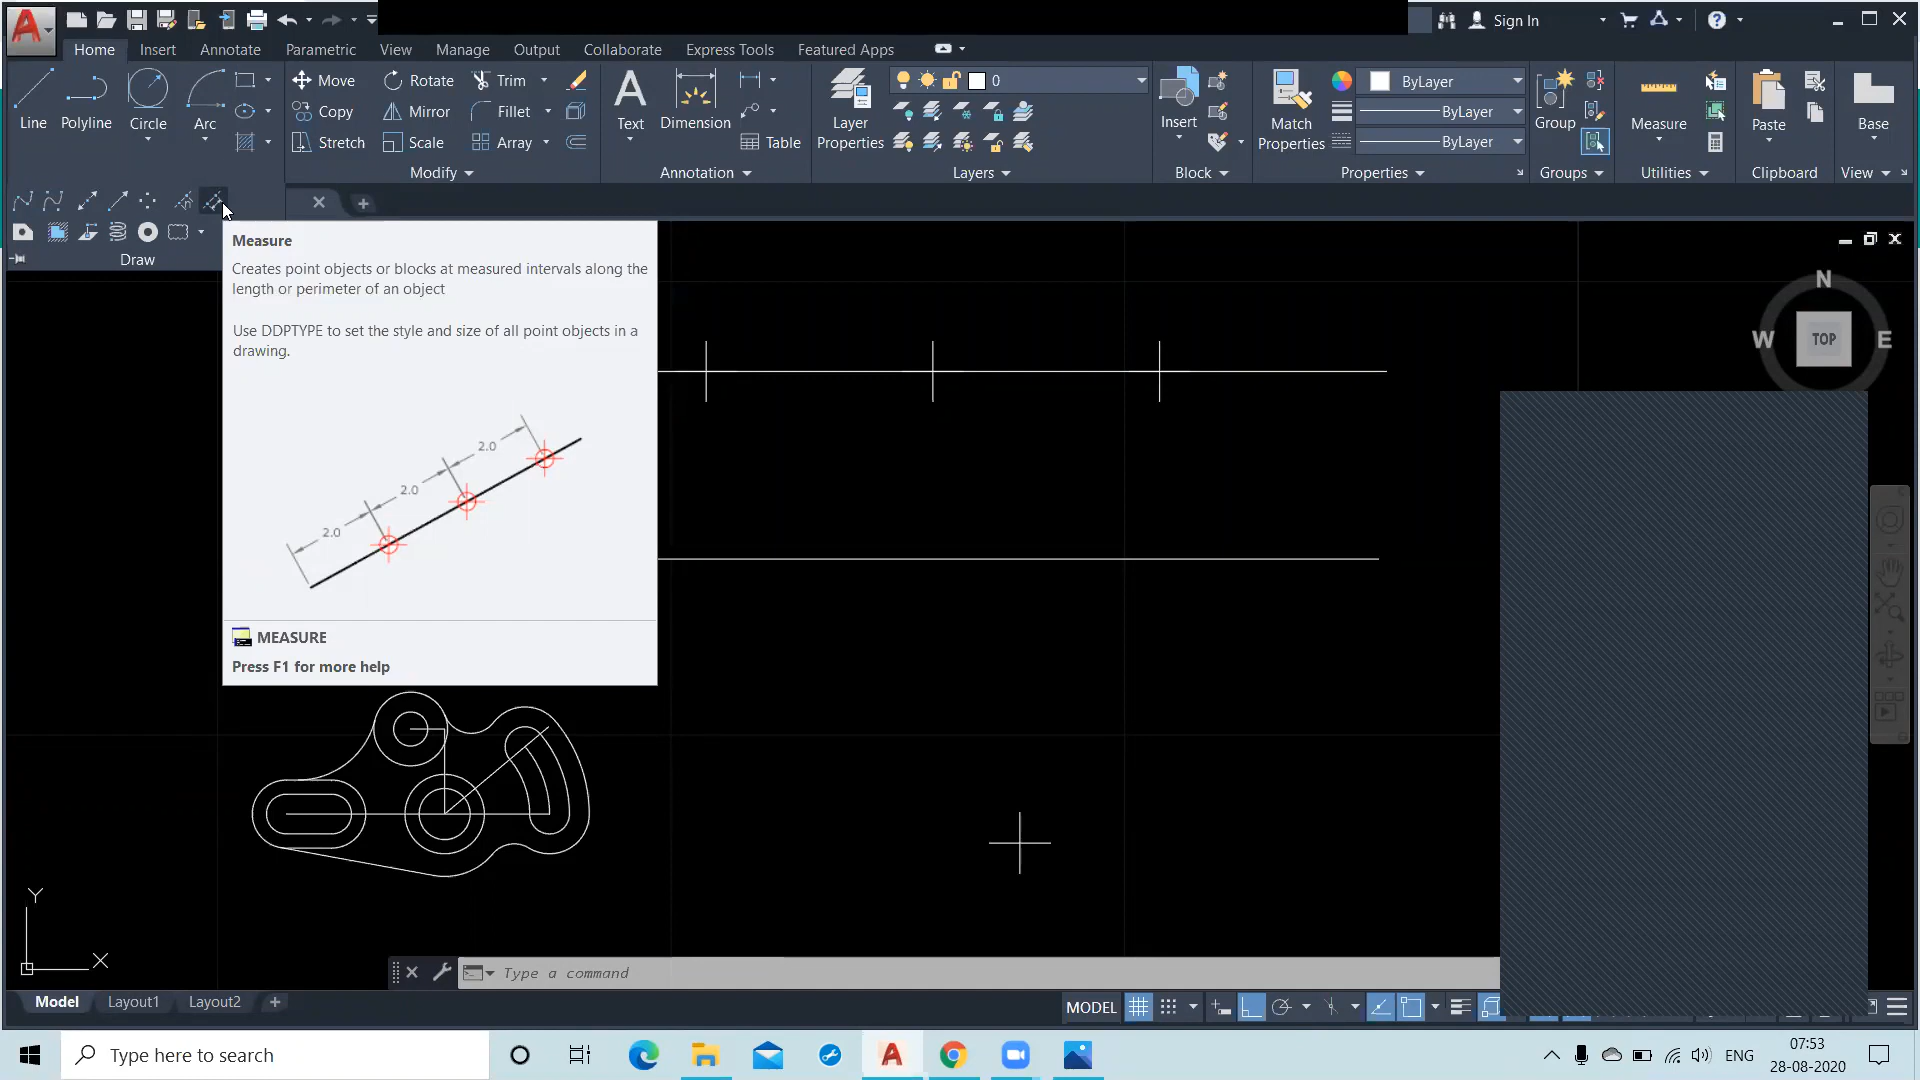 Sign In
Home
Insert
Annotate
Parametric
View
Manage
Output
Collaborate
Express Tools
Featured Apps
Line
Polyline
Circle
Arc
Move
Rotate
Trim
Copy
Mirror
Fillet
Stretch
Scale
Array
Modify
Text
Dimension
Table
Annotation
Layer
Properties
0
Layers
Insert
Block
Match
Properties
ByLayer
ByLayer
ByLayer
Properties
Group
Groups
Measure
Utilities
Paste
Clipboard
Base
View
Draw
Measure
Creates point objects or blocks at measured intervals along the
length or perimeter of an object
Use DDPTYPE to set the style and size of all point objects in a
drawing.
2.0
2.0
2.0
MEASURE
Press F1 for more help
N
W
TOP
E
Y
X
Type a command
Model
Layout1
Layout2
MODEL
Type here to search
ENG
07:53
28-08-2020